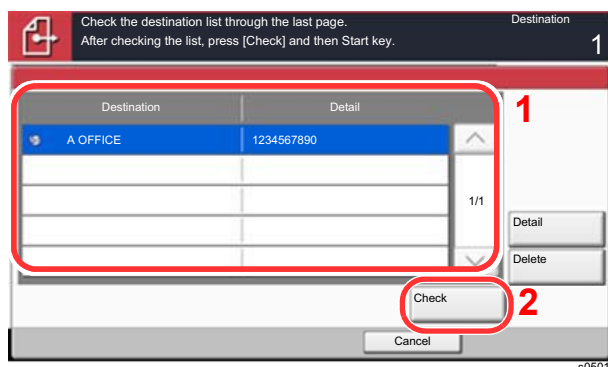 Check the destination list through the last page.
After checking the list, press [Check] and then Start key.
Destination
1
Destination Detail
1
A OFFICE 1234567890
1/1
Detail
Delete
Check
2
Cancel